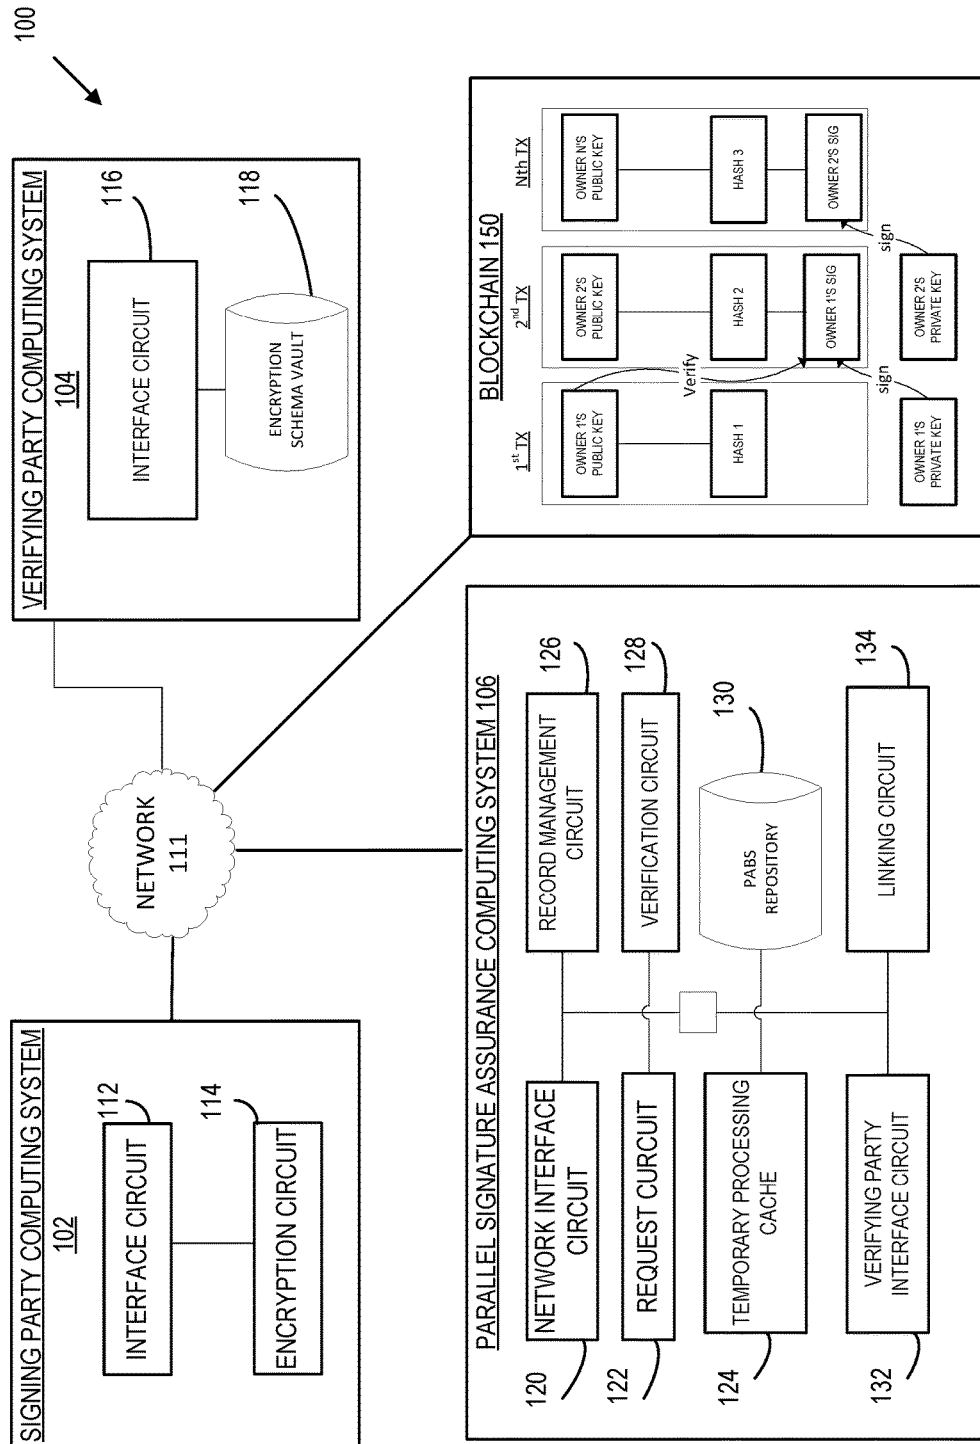 100
SIGNING PARTY COMPUTING SYSTEM
102
INTERFACE CIRCUIT
112
ENCRYPTION CIRCUIT
114
NETWORK
111
VERIFYING PARTY COMPUTING SYSTEM
104
INTERFACE CIRCUIT
116
ENCRYPTION
SCHEMA VAULT
118
PARALLEL SIGNATURE ASSURANCE COMPUTING SYSTEM 106
NETWORK INTERFACE
CIRCUIT
120
RECORD MANAGEMENT
CIRCUIT
126
REQUEST CURCUIT
122
VERIFICATION CIRCUIT
128
TEMPORARY PROCESSING
CACHE
124
PABS
REPOSITORY
130
VERIFYING PARTY
INTERFACE CIRCUIT
132
LINKING CIRCUIT
134
BLOCKCHAIN 150
1st TX
2nd TX
Nth TX
OWNER 1'S
PUBLIC KEY
OWNER 2'S
PUBLIC KEY
OWNER N'S
PUBLIC KEY
Verify
HASH 1
HASH 2
HASH 3
OWNER 1'S SIG
OWNER 2'S SIG
sign
sign
OWNER 1'S
PRIVATE KEY
OWNER 2'S
PRIVATE KEY